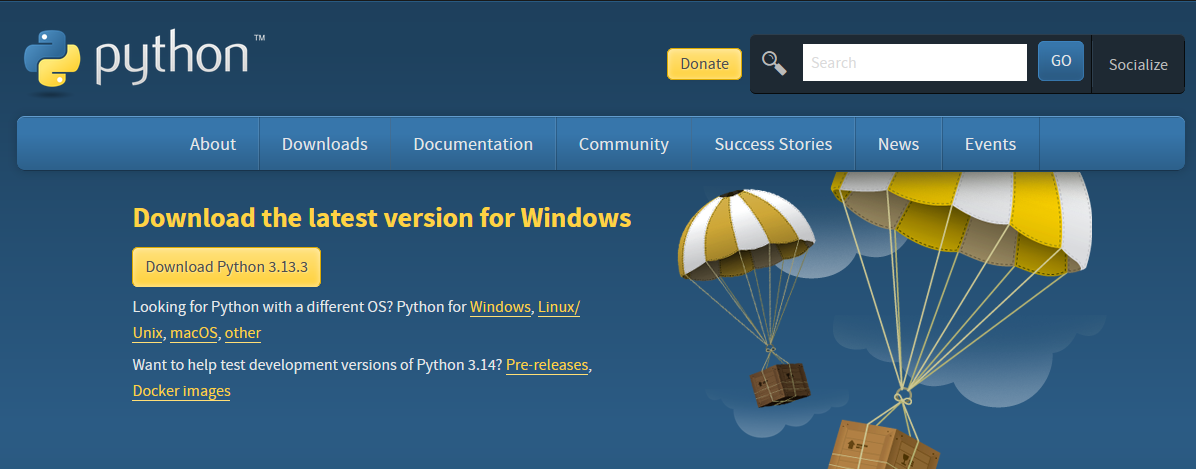 python™
Donate
Search
GO
Socialize
About
Downloads
Documentation
Community
Success Stories
News
Events
Download the latest version for Windows
Download Python 3.13.3
Looking for Python with a different OS? Python for Windows, Linux/
Unix, macOS, other
Want to help test development versions of Python 3.14? Pre-releases,
Docker images